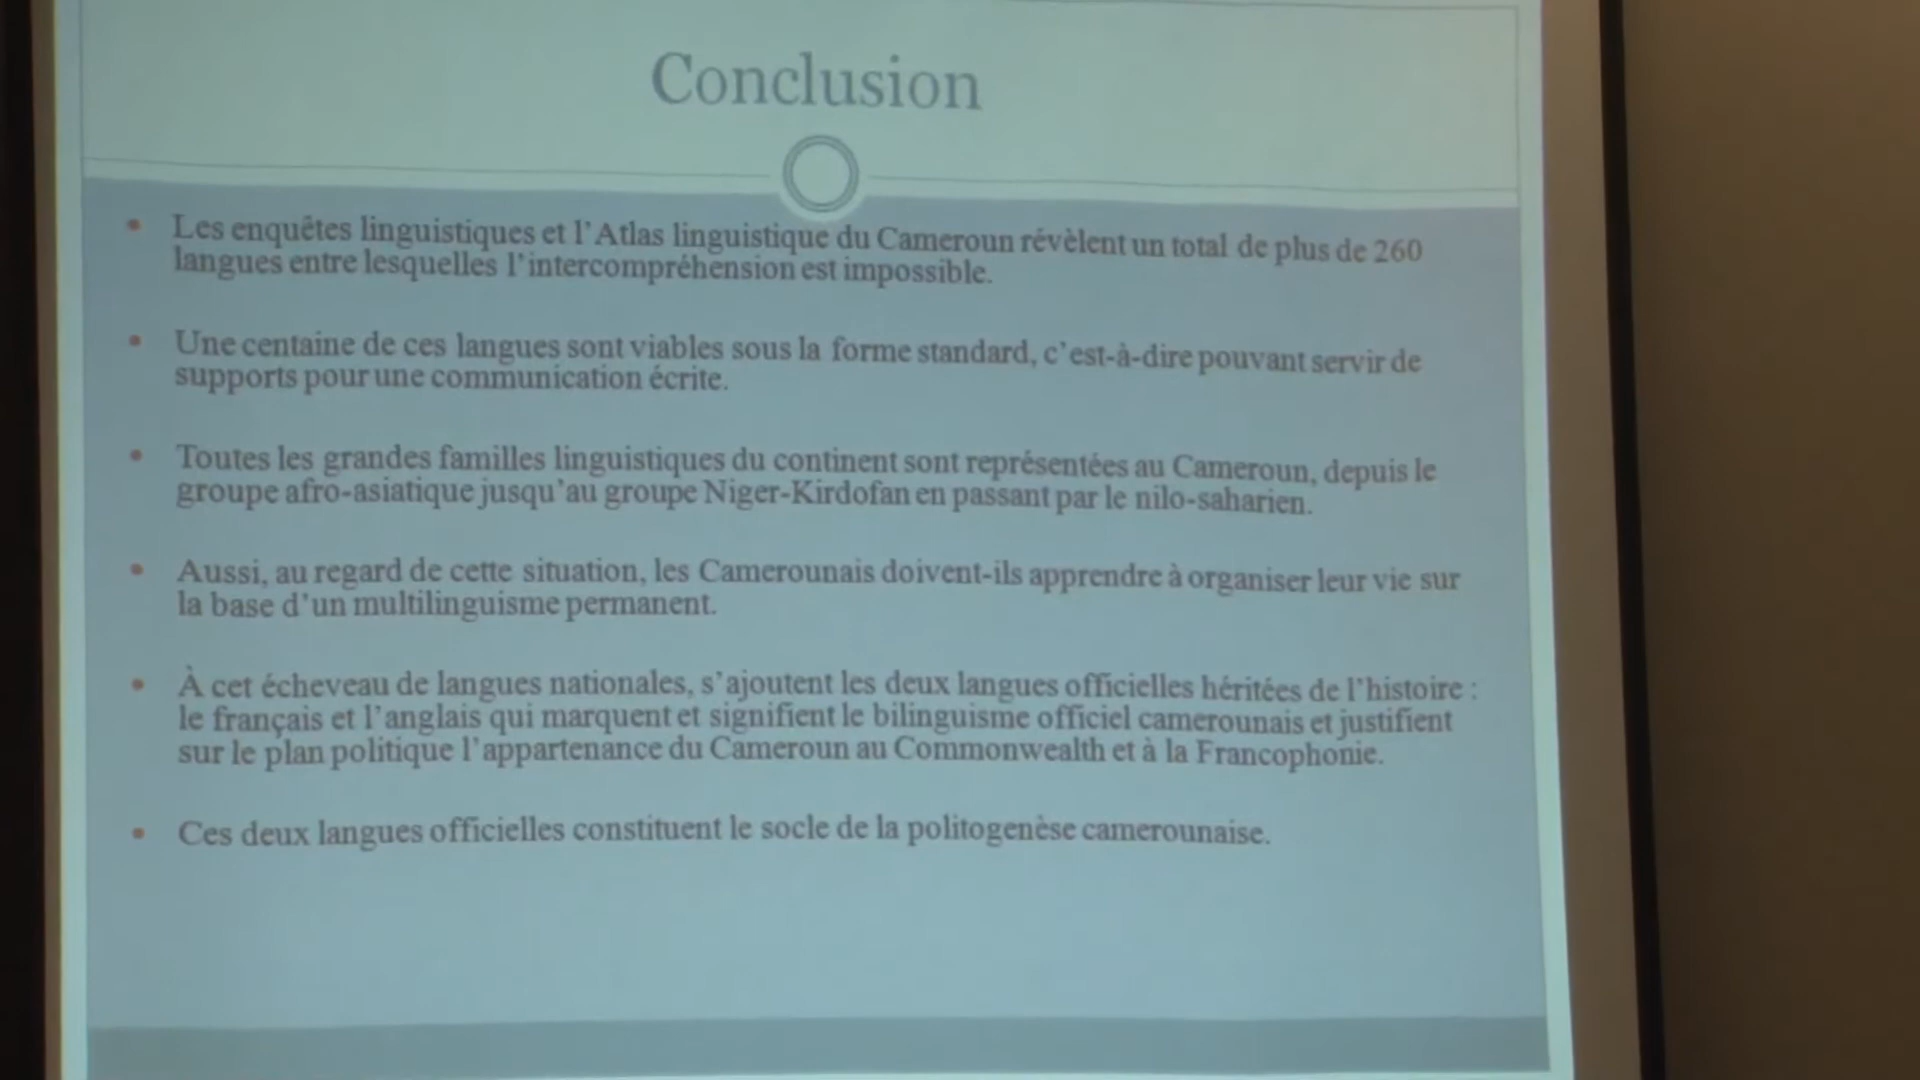 Conclusion
• Les enquêtes linguistiques et l’Atlas linguistique du Cameroun révèlent un total de plus de 260
langues entre lesquelles l’intercompréhension est impossible.
• Une centaine de ces langues sont viables sous la forme standard, c’est-à-dire pouvant servir de
supports pour une communication écrite.
• Toutes les grandes familles linguistiques du continent sont représentées au Cameroun, depuis le
groupe afro-asiatique jusqu’au groupe Niger-Kirdofan en passant par le nilo-saharien.
• Aussi, au regard de cette situation, les Camerounais doivent-ils apprendre à organiser leur vie sur
la base d’un multilinguisme permanent.
• À cet écheveau de langues nationales, s’ajoutent les deux langues officielles héritées de l’histoire :
le français et l’anglais qui marquent et signifient le bilinguisme officiel camerounais et justifient
sur le plan politique l’appartenance du Cameroun au Commonwealth et à la Francophonie.
• Ces deux langues officielles constituent le socle de la politogenèse camerounaise.